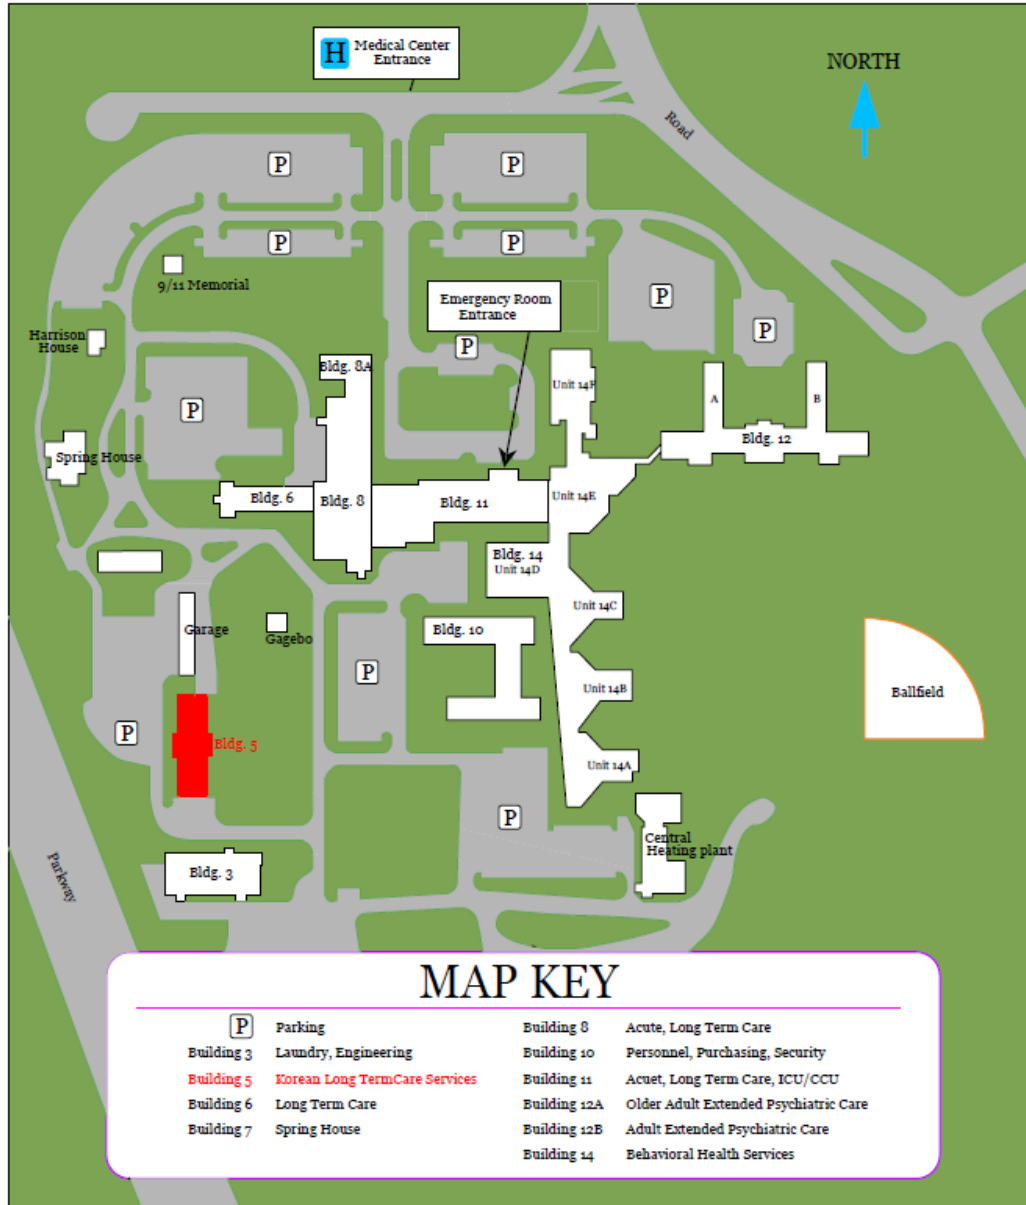 H Medical Center
Entrance
NORTH
Road
P
P
P
P
9/11 Memorial
Emergency Room
Entrance
P
P
P
Harrison
House
Bldg. 8A
Unit 14F
A
B
P
Bldg. 12
Spring House
Bldg. 6
Bldg. 8
Bldg. 11
Unit 14E
Bldg. 14
Unit 14D
Unit 14C
Garage
Gagebo
Bldg. 10
P
Unit 14B
Ballfield
P
Bldg. 5
Unit 14A
P
Central
Heating plant
Parkway
Bldg. 3
MAP KEY
P Parking
Building 3 Laundry, Engineering
Building 5 Korean Long TermCare Services
Building 6 Long Term Care
Building 7 Spring House
Building 8 Acute, Long Term Care
Building 10 Personnel, Purchasing, Security
Building 11 Acuet, Long Term Care, ICU/CCU
Building 12A Older Adult Extended Psychiatric Care
Building 12B Adult Extended Psychiatric Care
Building 14 Behavioral Health Services